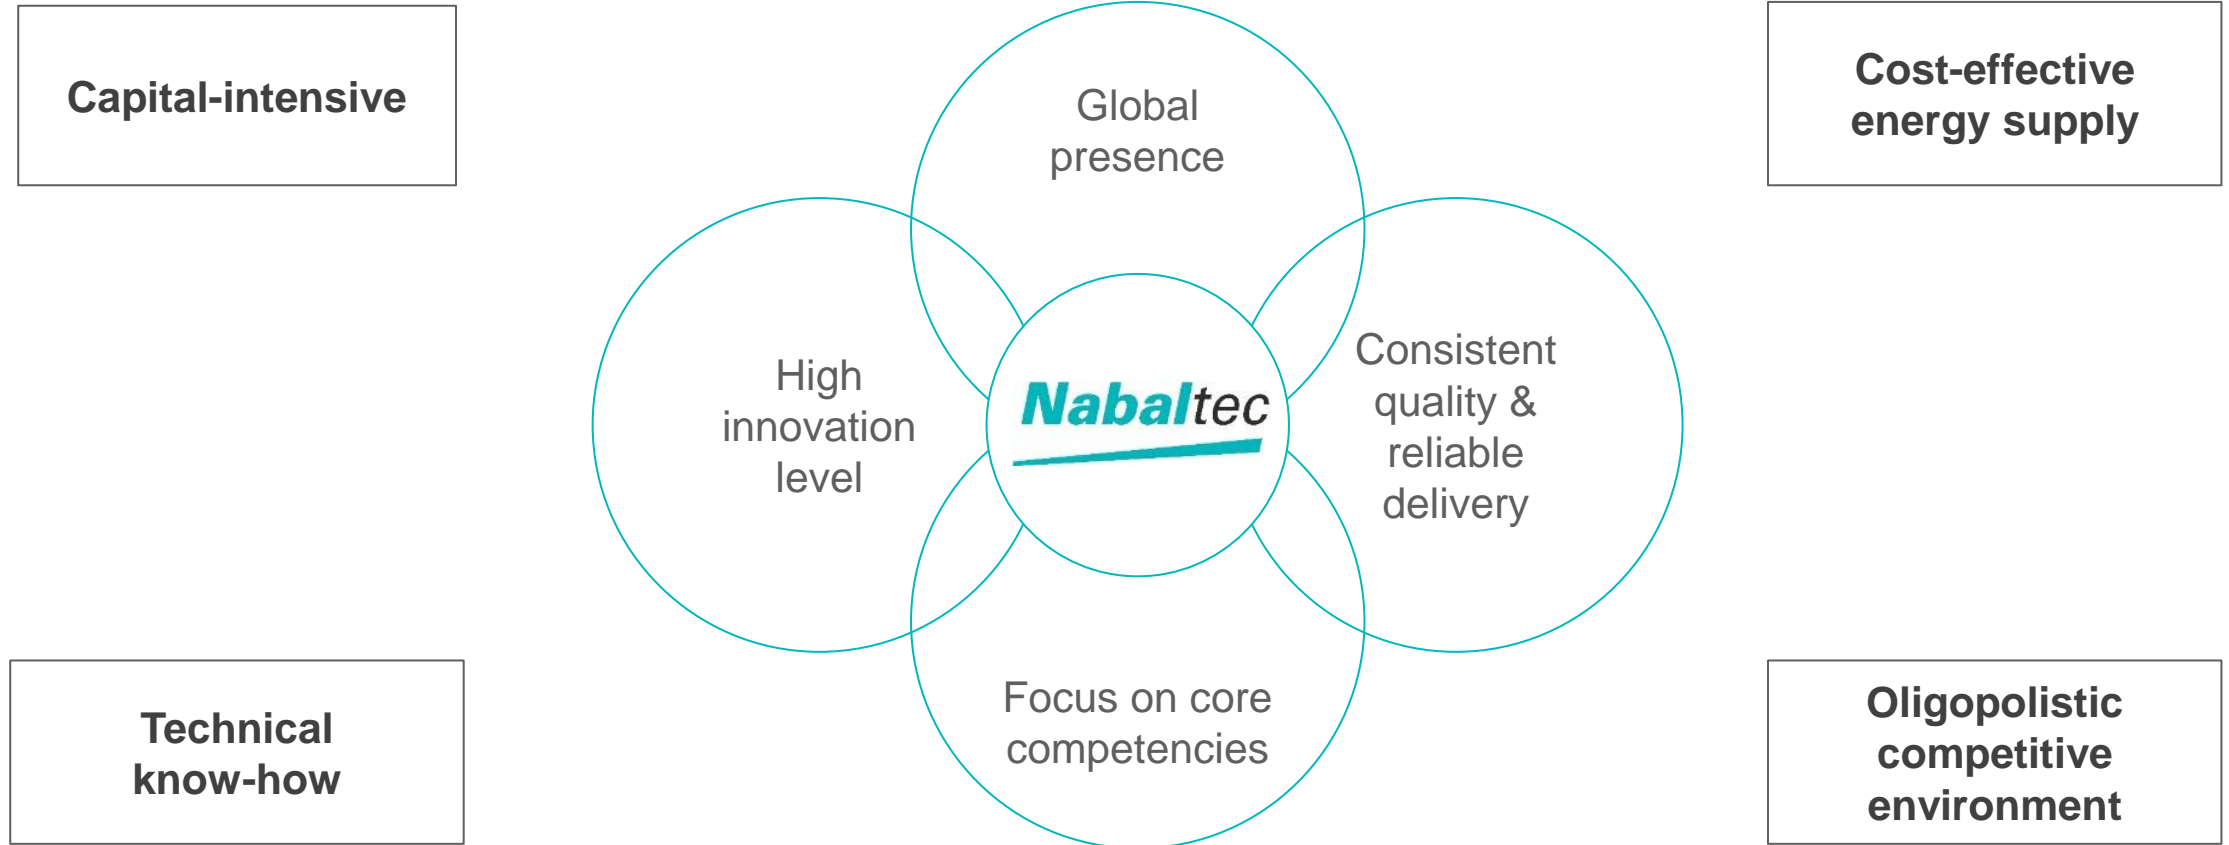 Capital-intensive
Global
presence
Cost-effective
energy supply
High
innovation
level
Nabaltec
Consistent
quality &
reliable
delivery
Technical
know-how
Focus on core
competencies
Oligopolistic
competitive
environment